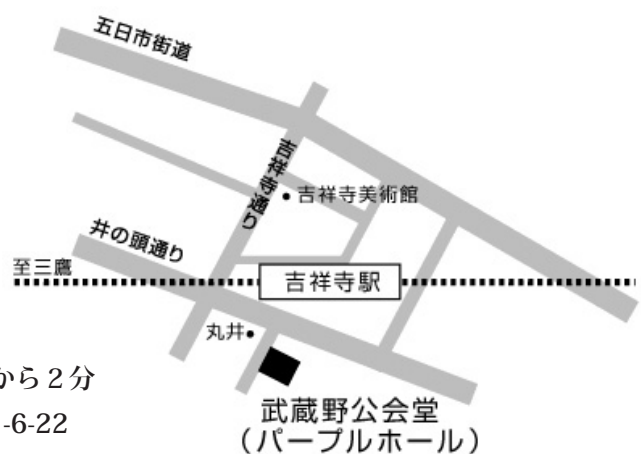 五日市街道
吉祥寺通り
吉祥寺美術館
井の頭通り
至三鷹
吉祥寺駅
丸井
から2分
-6-22
武蔵野公会堂
(パープルホール)